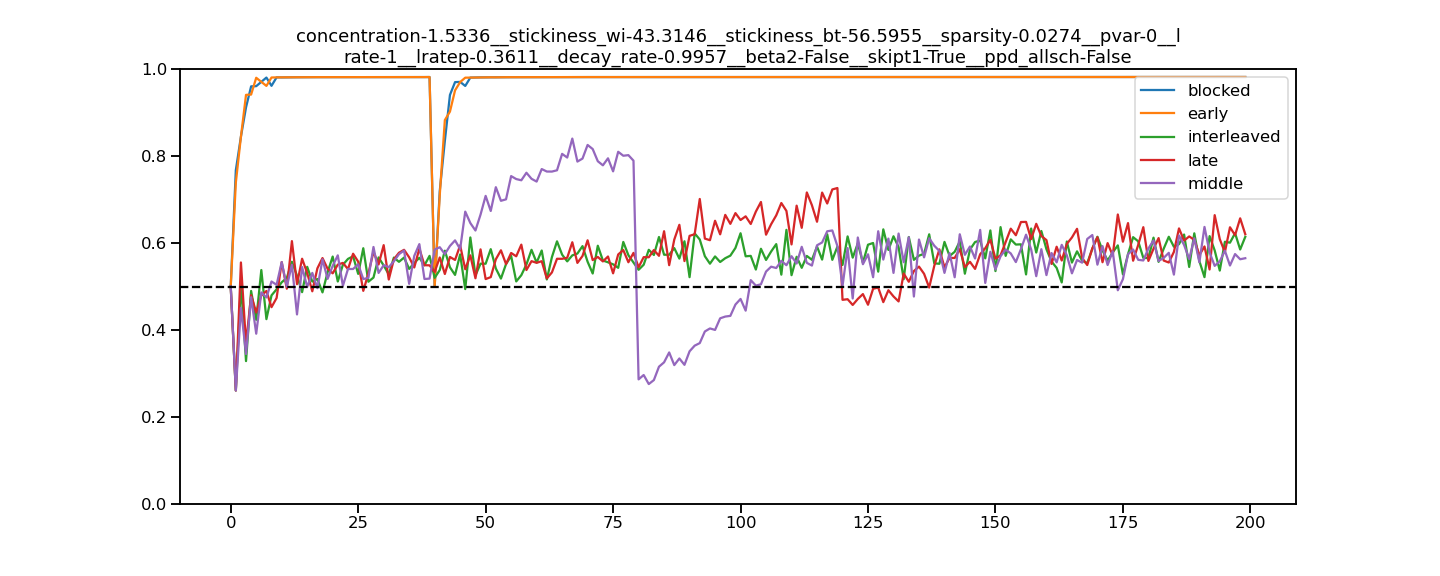 concentration-1.5336__stickiness_wi-43.3146__stickiness_bt-56.5955__sparsity-0.0274__pvar-0__l
rate-1__lratep-0.3611__decay_rate-0.9957__beta2-False__skipt1-True__ppd_allsch-False
1.0
0.8
0.6
0.4
0.2
0.0
blocked
early
interleaved
late
middle
0 25 50 75 100 125 150 175 200